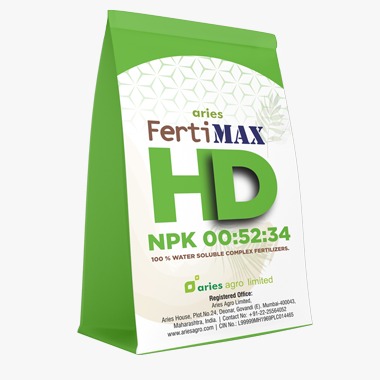 aries
FertiMAX
HD
NPK 00:52:34
100 % WATER SOLUBLE COMPLEX FERTILIZERS.
aries agro limited
Registered Office:
Aries Agro Limited,
Aries House, Plot.No.24, Deonar, Govandi (E). Mumbai-400043,
Maharashtra, India. | Contact No: +91-22-25564052
www.ariesagro.com | CIN No.: L99999MH1969PLC014465